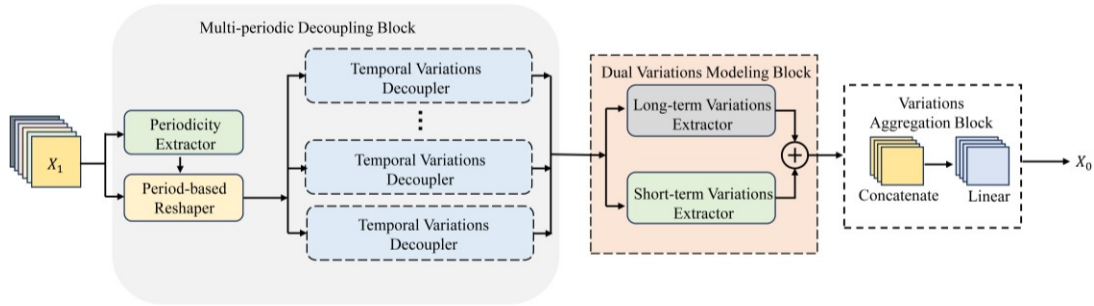 Multi-periodic Decoupling Block
X₁
Periodicity
Extractor
Period-based
Reshaper
Temporal Variations
Decoupler
⋮
Temporal Variations
Decoupler
Temporal Variations
Decoupler
Dual Variations Modeling Block
Long-term Variations
Extractor
+
Short-term Variations
Extractor
Variations
Aggregation Block
Concatenate
Linear
X₀